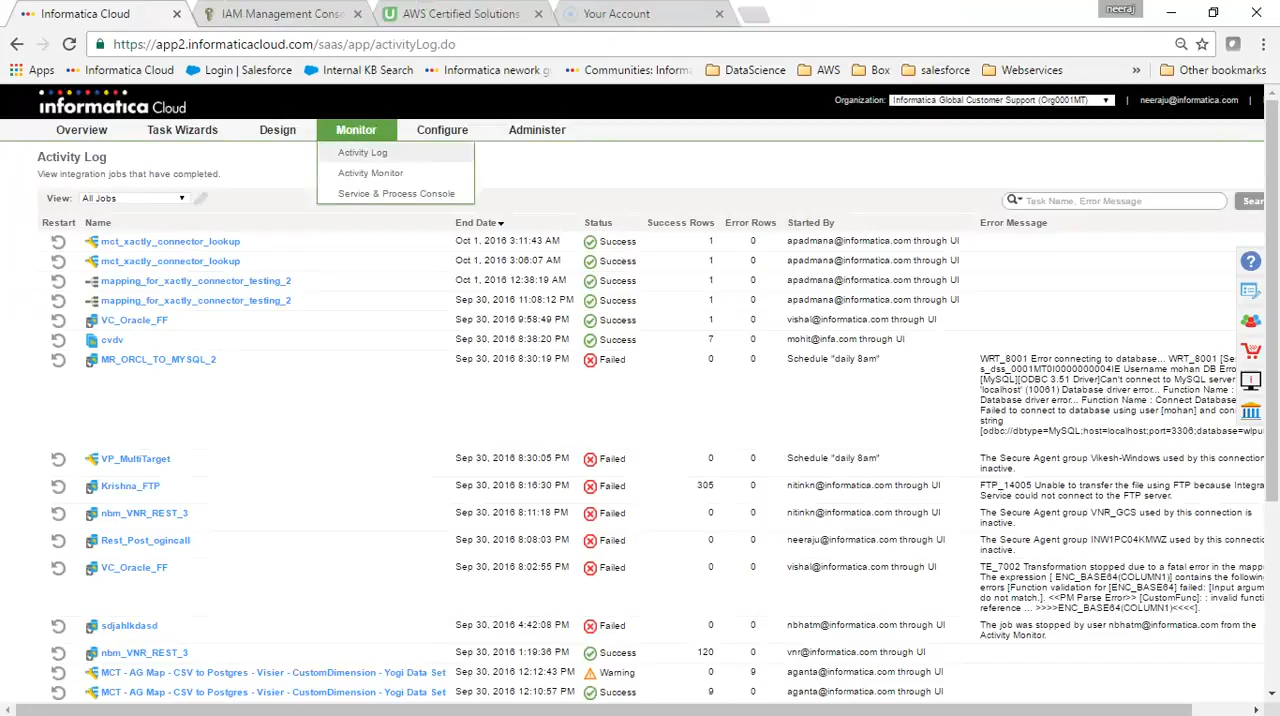 Informatica Cloud
IAM Management Conso
AWS Certified Solutions
Your Account
neeraj
https://app2.informaticacloud.com/saas/app/activityLog.do
Apps
Informatica Cloud
Login | Salesforce
Internal KB Search
Informatica nework g
Communities: Informa
DataScience
AWS
Box
salesforce
Webservices
»
Other bookmarks
informatica Cloud
Organization: Informatica Global Customer Support (Org0001MT) | neeraju@informatica.com |
Overview Task Wizards Design Monitor Configure Administer
Activity Log
Activity Monitor
Service & Process Console
Activity Log
View integration jobs that have completed.
View: All Jobs
Task Name, Error Message
Sear
Restart Name End Date Status Success Rows Error Rows Started By Error Message
mct_xactly_connector_lookup Oct 1, 2016 3:11:43 AM Success 1 0 apadmana@informatica.com through UI
mct_xactly_connector_lookup Oct 1, 2016 3:06:07 AM Success 1 0 apadmana@informatica.com through UI
mapping_for_xactly_connector_testing_2 Oct 1, 2016 12:38:19 AM Success 1 0 apadmana@informatica.com through UI
mapping_for_xactly_connector_testing_2 Sep 30, 2016 11:08:12 PM Success 1 0 apadmana@informatica.com through UI
VC_Oracle_FF Sep 30, 2016 9:58:49 PM Success 1 0 vishal@informatica.com through UI
cvdv Sep 30, 2016 8:38:20 PM Success 7 0 mohit@infa.com through UI
MR_ORCL_TO_MYSQL_2 Sep 30, 2016 8:30:19 PM Failed 0 0 Schedule "daily 8am" WRT_8001 Error connecting to database... WRT_8001 [Se
s_dss_0001MT0I0000000004IE Username mohan DB Erro
[MySQL][ODBC 3.51 Driver]Can't connect to MySQL server
'localhost' (10061) Database driver error... Function Name :
Database driver error... Function Name : Connect Database
Failed to connect to database using user [mohan] and con
string
[odbc://dbtype=MySQL;host=localhost;port=3306;database=wipul
VP_MultiTarget Sep 30, 2016 8:30:05 PM Failed 0 0 Schedule "daily 8am" The Secure Agent group Vikesh-Windows used by this connection
inactive.
Krishna_FTP Sep 30, 2016 8:16:30 PM Failed 305 0 nitinkn@informatica.com through UI FTP_14005 Unable to transfer the file using FTP because Integra
Service could not connect to the FTP server.
nbm_VNR_REST_3 Sep 30, 2016 8:11:18 PM Failed 0 0 nitinkn@informatica.com through UI The Secure Agent group VNR_GCS used by this connection is
inactive.
Rest_Post_ogincall Sep 30, 2016 8:08:03 PM Failed 0 0 neeraju@informatica.com through UI The Secure Agent group INW1PC04KMWZ used by this connectio
inactive.
VC_Oracle_FF Sep 30, 2016 8:02:55 PM Failed 0 0 vishal@informatica.com through UI TE_7002 Transformation stopped due to a fatal error in the mapp
The expression [ ENC_BASE64(COLUMN1)] contains the followin
errors [Function validation for [ENC_BASE64] failed: [Input argum
do not match.]. <<PM Parse Error>> [CustomFunc]: : invalid func
reference ... >>>>ENC_BASE64(COLUMN1)<<<<].
sdjahlkdasd Sep 30, 2016 4:42:08 PM Failed 0 0 nbhatm@informatica.com through UI The job was stopped by user nbhatm@informatica.com from the
Activity Monitor.
nbm_VNR_REST_3 Sep 30, 2016 1:19:36 PM Success 120 0 vnr@informatica.com through UI
MCT - AG Map - CSV to Postgres - Visier - CustomDimension - Yogi Data Set Sep 30, 2016 12:12:43 PM Warning 0 9 aganta@informatica.com through UI
MCT - AG Map - CSV to Postgres - Visier - CustomDimension - Yogi Data Set Sep 30, 2016 12:10:57 PM Success 9 0 aganta@informatica.com through UI